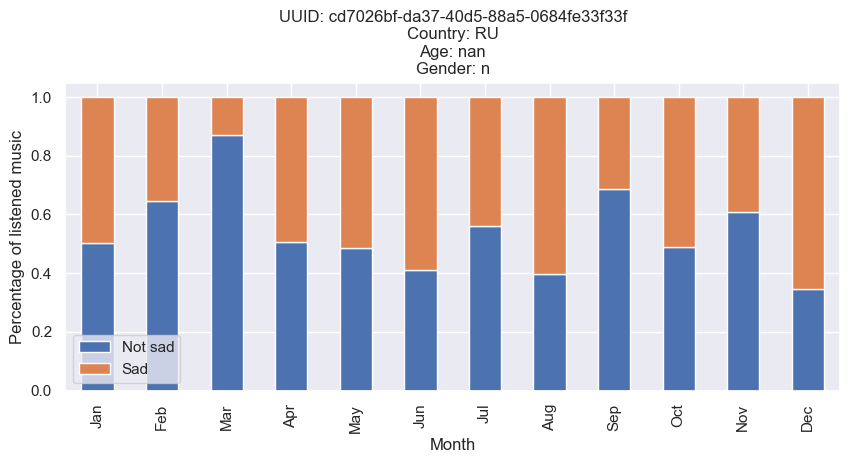 UUID: cd7026bf-da37-40d5-88a5-0684fe33f33f
Country: RU
Age: nan
Gender: n
Percentage of listened music
1.0
0.8
0.6
0.4
0.2
0.0
Not sad
Sad
Jan Feb Mar Apr May Jun Jul Aug Sep Oct Nov Dec
Month